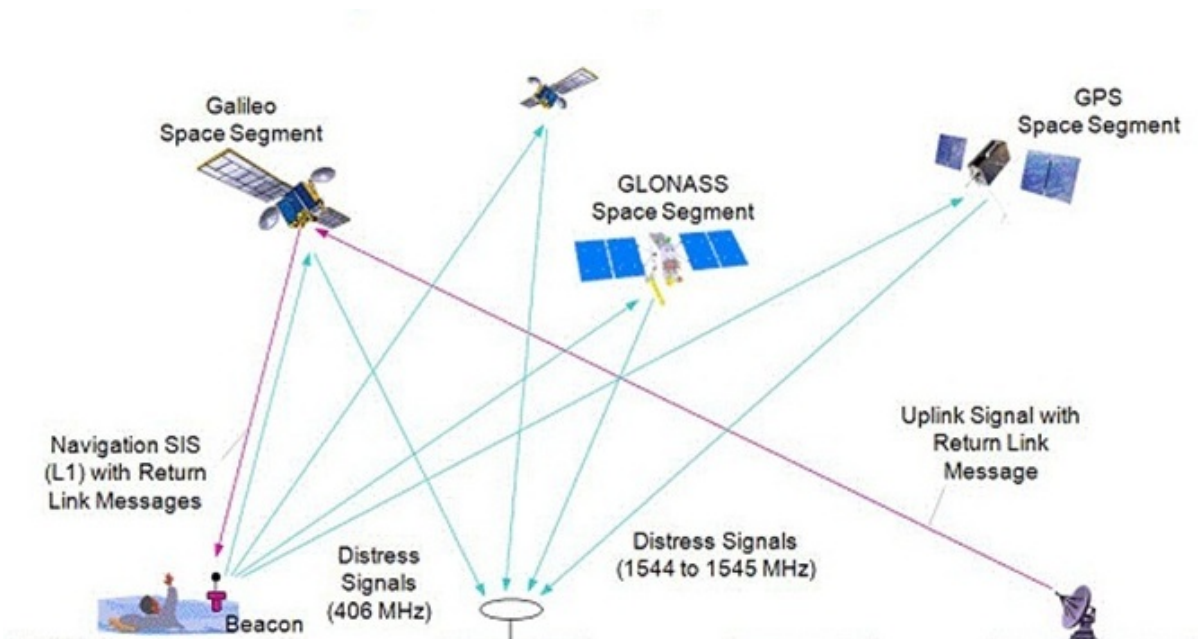 Galileo
Space Segment
GPS
Space Segment
GLONASS
Space Segment
Navigation SIS
(L1) with Return
Link Messages
Uplink Signal with
Return Link
Message
Distress
Signals
(406 MHz)
Distress Signals
(1544 to 1545 MHz)
Beacon